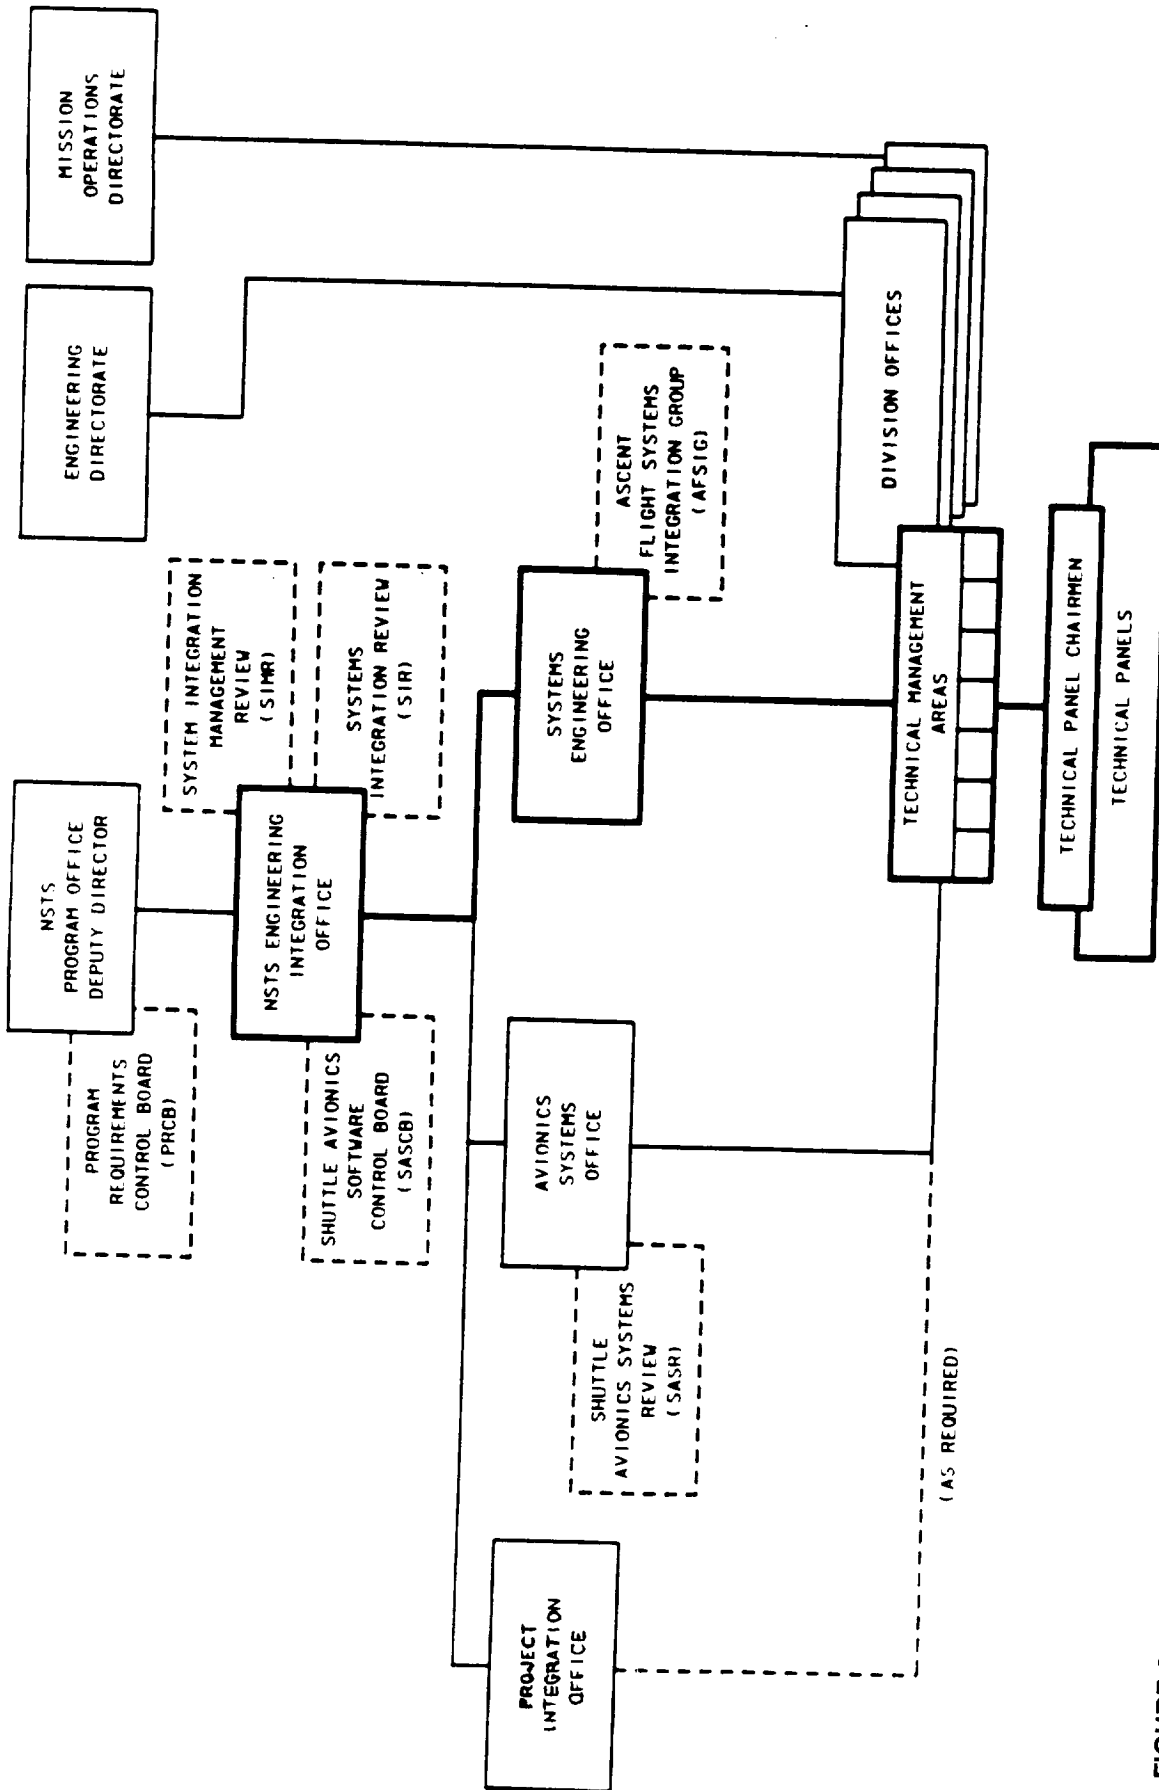 NSTS
PROGRAM OFFICE
DEPUTY DIRECTOR
ENGINEERING
DIRECTORATE
MISSION
OPERATIONS
DIRECTORATE
PROGRAM
REQUIREMENTS
CONTROL BOARD
(PRCB)
SYSTEM INTEGRATION
MANAGEMENT
REVIEW
(SIMR)
NSTS ENGINEERING
INTEGRATION
OFFICE
SHUTTLE AVIONICS
SOFTWARE
CONTROL BOARD
(SASCB)
SYSTEMS
INTEGRATION REVIEW
(SIR)
PROJECT
INTEGRATION
OFFICE
AVIONICS
SYSTEMS
OFFICE
SYSTEMS
ENGINEERING
OFFICE
SHUTTLE
AVIONICS SYSTEMS
REVIEW
(SASR)
ASCENT
FLIGHT SYSTEMS
INTEGRATION GROUP
(AFSIG)
DIVISION OFFICES
TECHNICAL MANAGEMENT
AREAS
(AS REQUIRED)
TECHNICAL PANEL CHAIRMEN
TECHNICAL PANELS